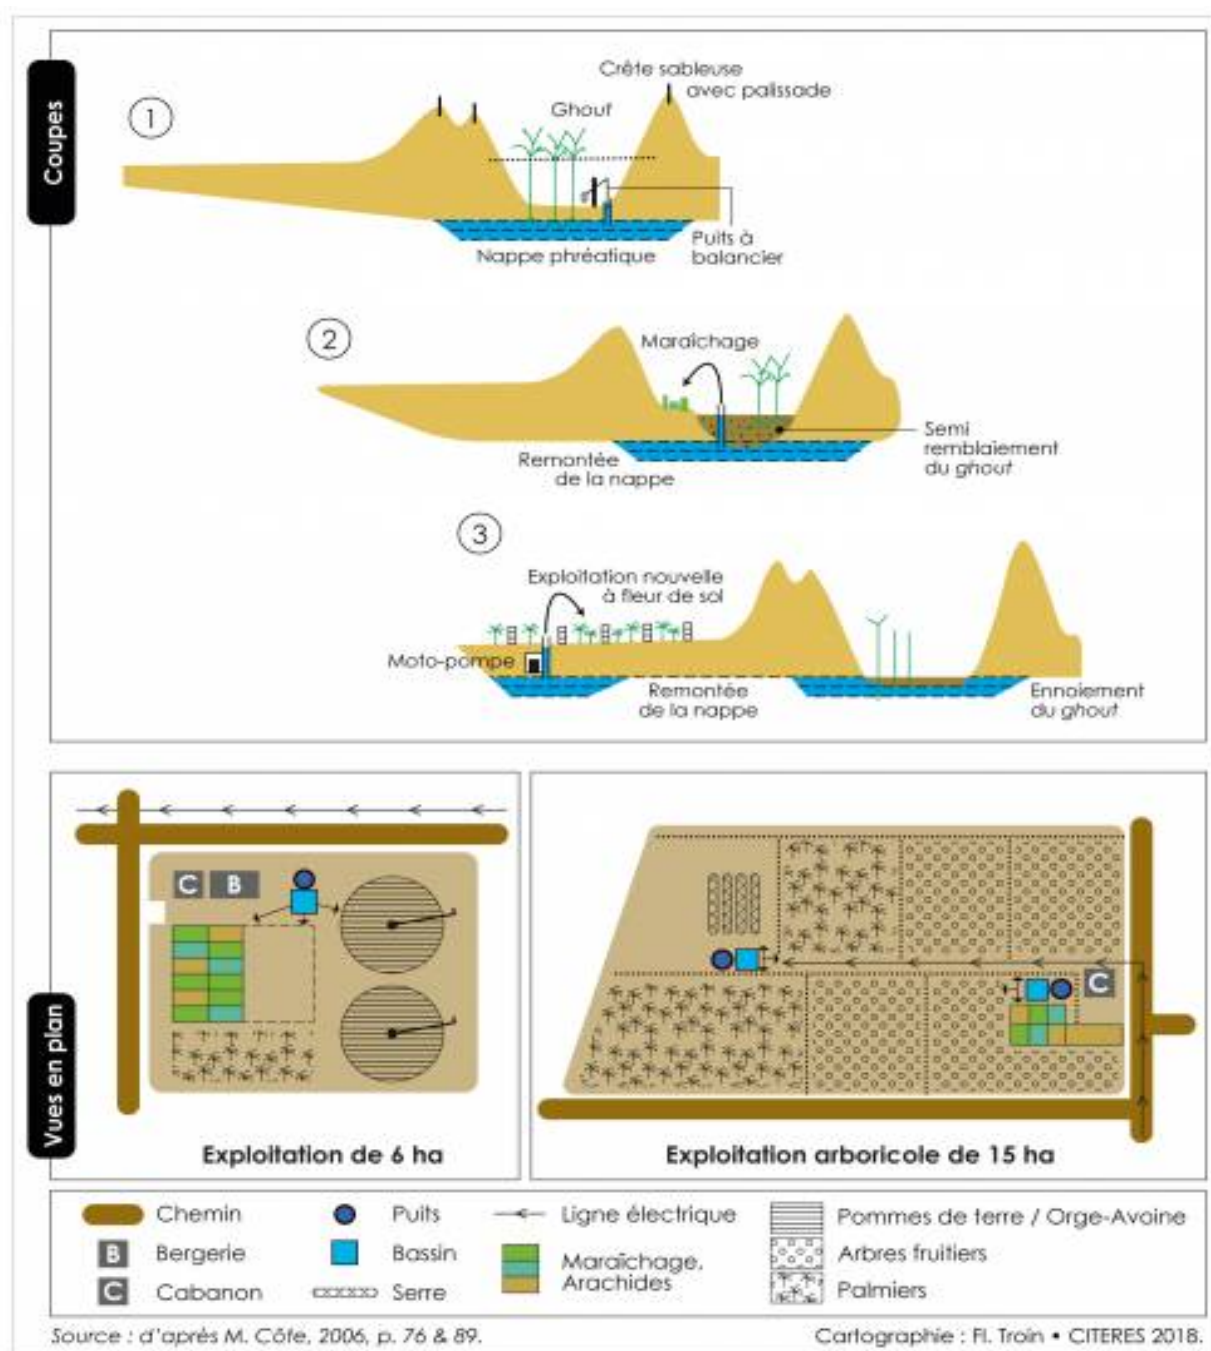 Coupes
1
Crête sableuse
avec palissade
Ghout
Puits à
balancier
Nappe phréatique
2
Maraîchage
Semi
remblaiement
du ghout
Remontée
de la nappe
3
Exploitation nouvelle
à fleur de sol
Moto-pompe
Remontée
de la nappe
Ennoiement
du ghout
Vues en plan
C
B
Exploitation de 6 ha
C
Exploitation arboricole de 15 ha
Chemin
Puits
Ligne électrique
Pommes de terre / Orge-Avoine
B
Bergerie
Bassin
Maraîchage,
Arachides
Arbres fruitiers
C
Cabanon
Serre
Palmiers
Source : d'après M. Côte, 2006, p. 76 & 89.
Cartographie : Fl. Troin • CITERES 2018.